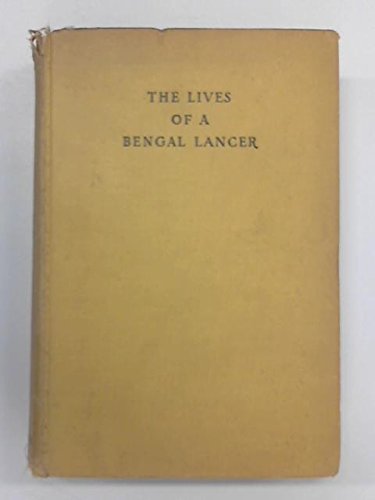 THE LIVES
OF A
BENGAL LANCER